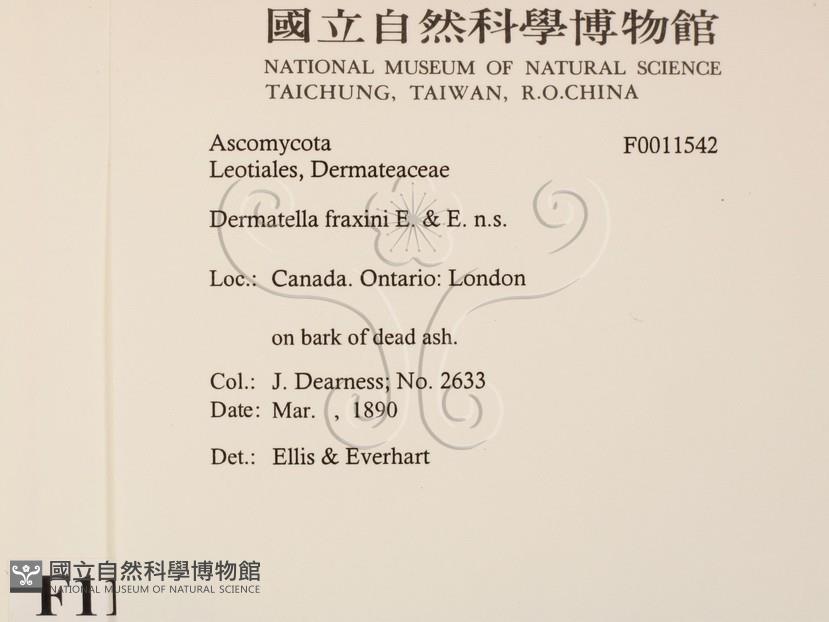 國立自然科學博物館
NATIONAL MUSEUM OF NATURAL SCIENCE
TAICHUNG, TAIWAN, R.O.CHINA
Ascomycota F0011542
Leotiales, Dermateaceae
Dermatella fraxini E. & E. n.s.
Loc.: Canada. Ontario: London
on bark of dead ash.
Col.: J. Dearness; No. 2633
Date: Mar. , 1890
Det.: Ellis & Everhart
國立自然科學博物館
NATIONAL MUSEUM OF NATURAL SCIENCE